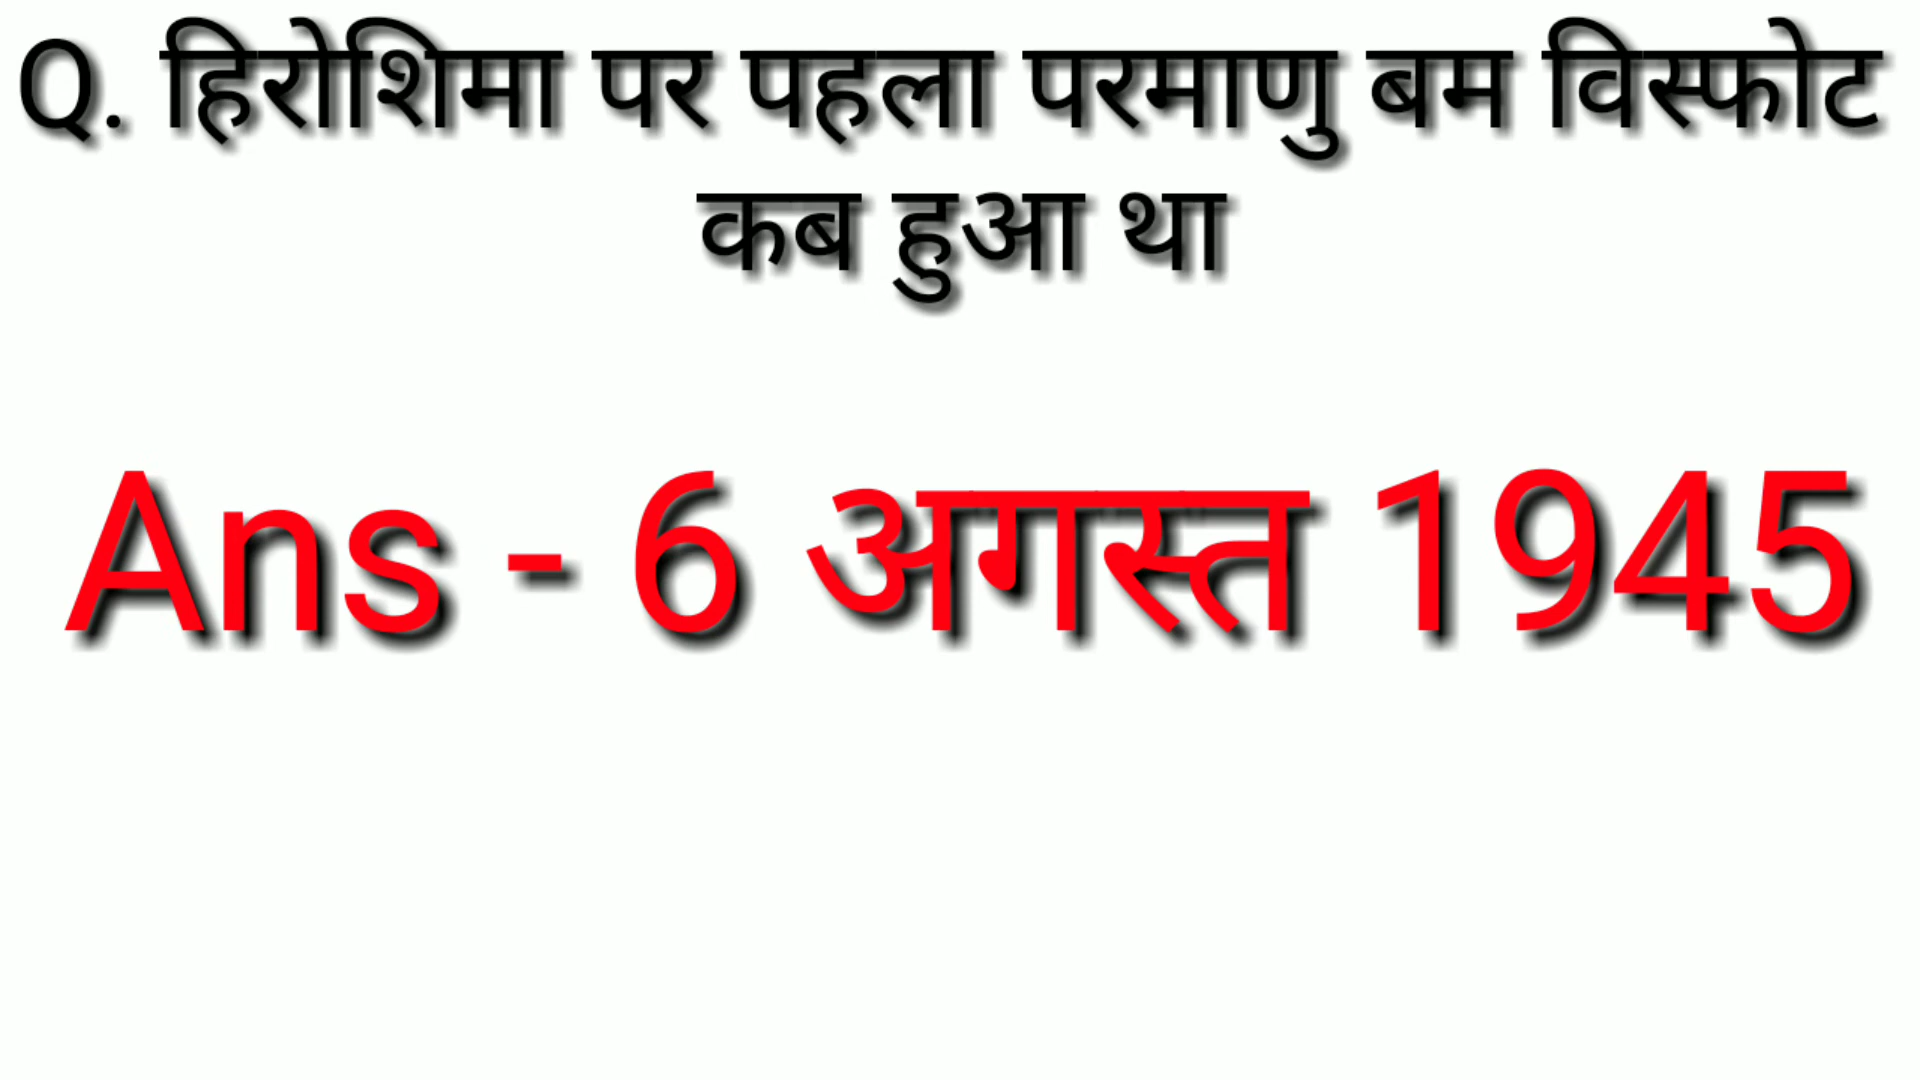 Q. हिरोशिमा पर पहला परमाणु बम विस्फोट
कब हुआ था
Ans - 6 अगस्त 1945